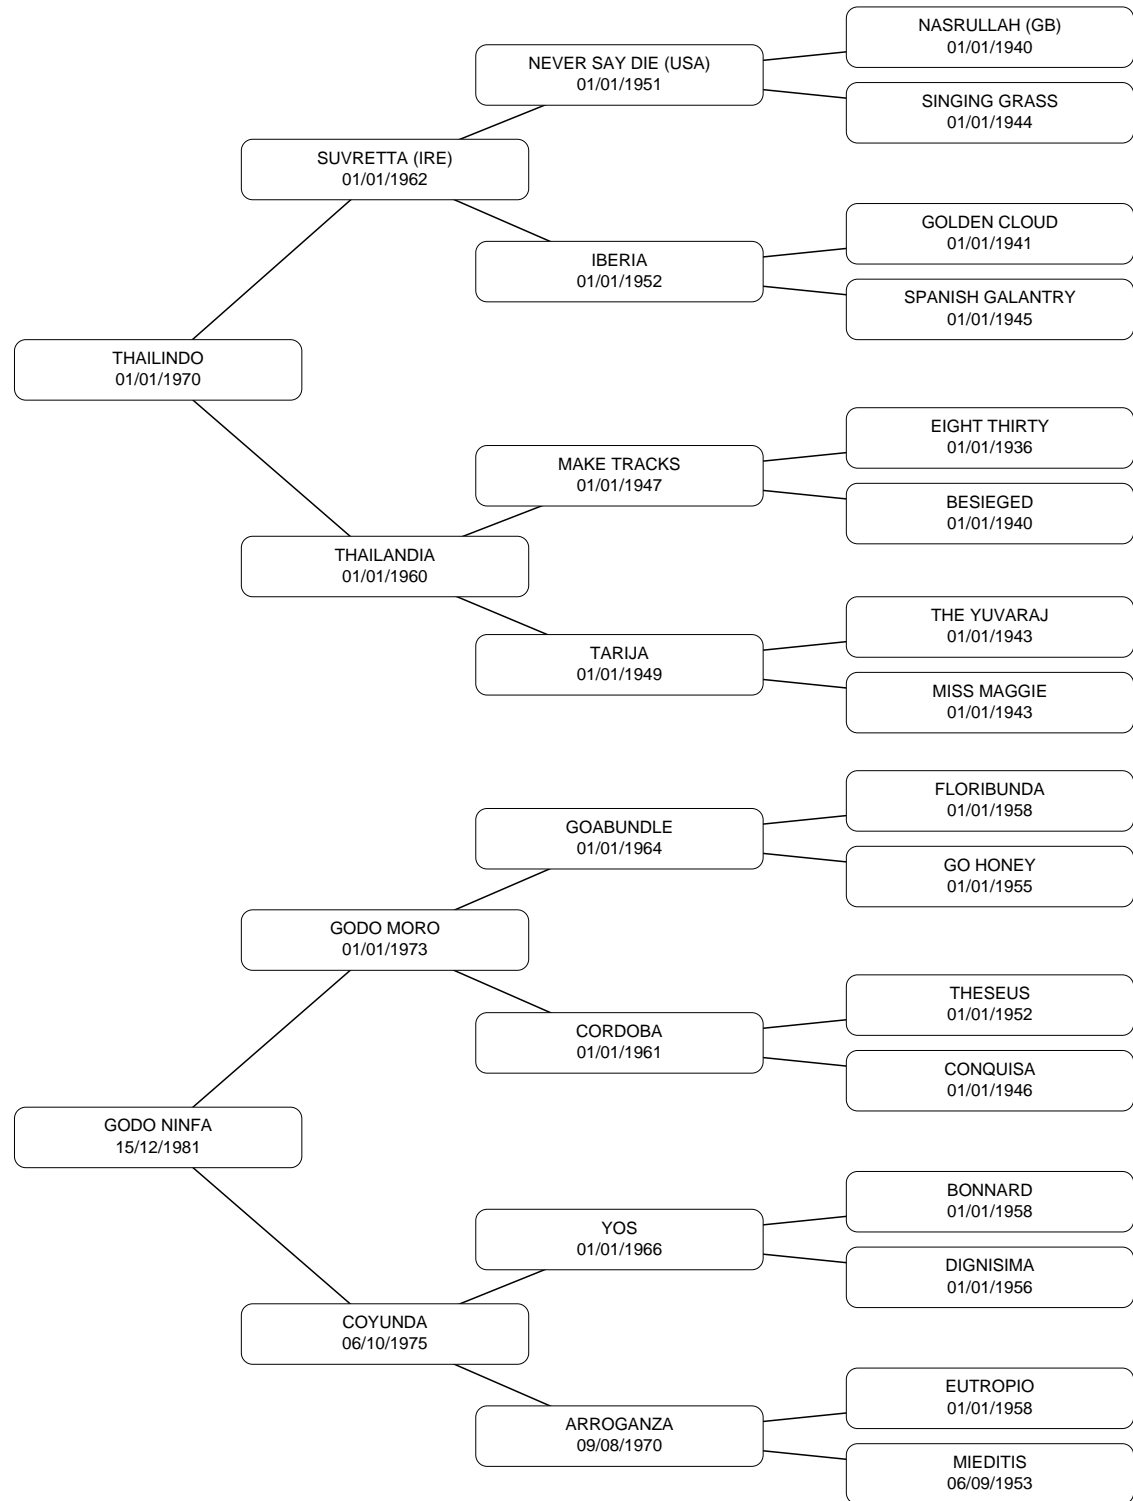 NASRULLAH (GB)
01/01/1940
NEVER SAY DIE (USA)
01/01/1951
SINGING GRASS
01/01/1944
SUVRETTA (IRE)
01/01/1962
GOLDEN CLOUD
01/01/1941
IBERIA
01/01/1952
SPANISH GALANTRY
01/01/1945
THAILINDO
01/01/1970
EIGHT THIRTY
01/01/1936
MAKE TRACKS
01/01/1947
BESIEGED
01/01/1940
THAILANDIA
01/01/1960
THE YUVARAJ
01/01/1943
TARIJA
01/01/1949
MISS MAGGIE
01/01/1943
FLORIBUNDA
01/01/1958
GOABUNDLE
01/01/1964
GO HONEY
01/01/1955
GODO MORO
01/01/1973
THESEUS
01/01/1952
CORDOBA
01/01/1961
CONQUISA
01/01/1946
GODO NINFA
15/12/1981
BONNARD
01/01/1958
YOS
01/01/1966
DIGNISIMA
01/01/1956
COYUNDA
06/10/1975
EUTROPIO
01/01/1958
ARROGANZA
09/08/1970
MIEDITIS
06/09/1953